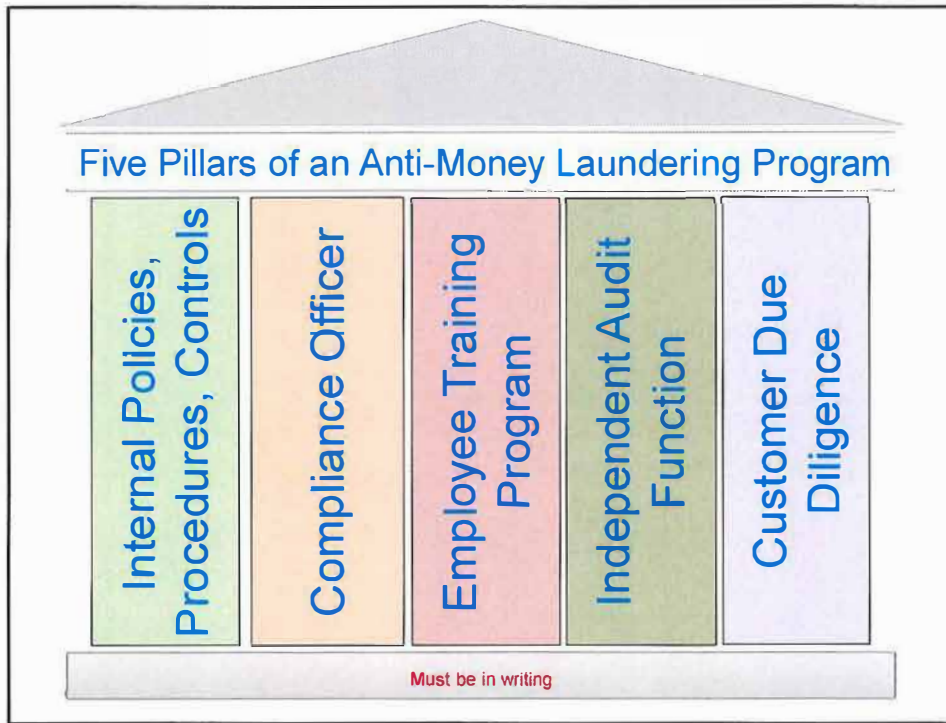 Five Pillars of an Anti-Money Laundering Program
Internal Policies,
Procedures, Controls
Compliance Officer
Employee Training
Program
Independent Audit
Function
Customer Due
Diligence
Must be in writing